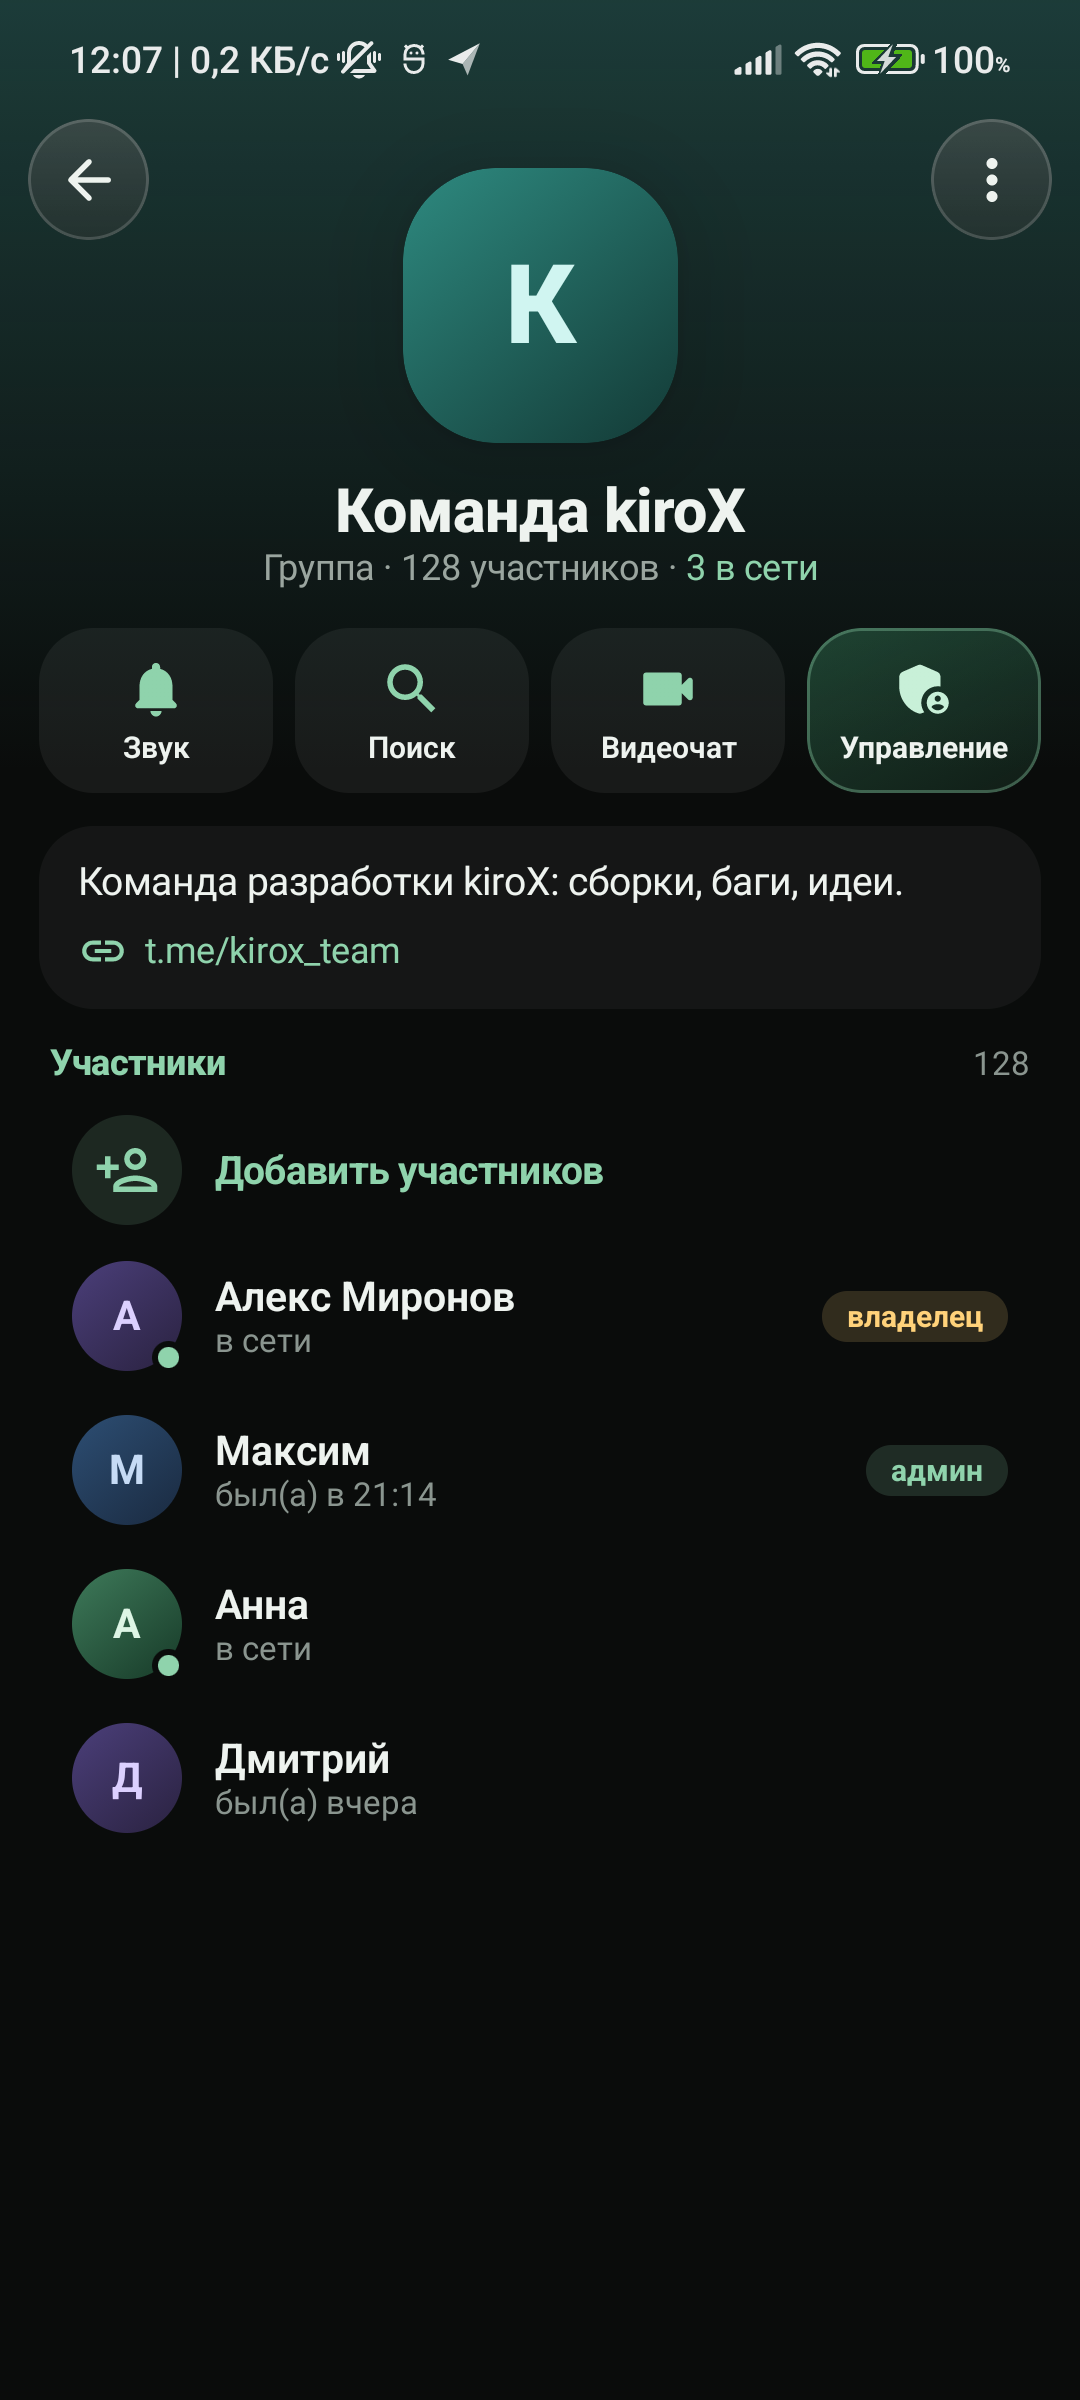 12:07 | 0,2 КБ/с
100%
К
Команда kiroX
Группа · 128 участников · 3 в сети
Звук
Поиск
Видеочат
Управление
Команда разработки kiroX: сборки, баги, идеи.
t.me/kirox_team
Участники
128
Добавить участников
А
Алекс Миронов
в сети
владелец
М
Максим
был(а) в 21:14
админ
А
Анна
в сети
Д
Дмитрий
был(а) вчера